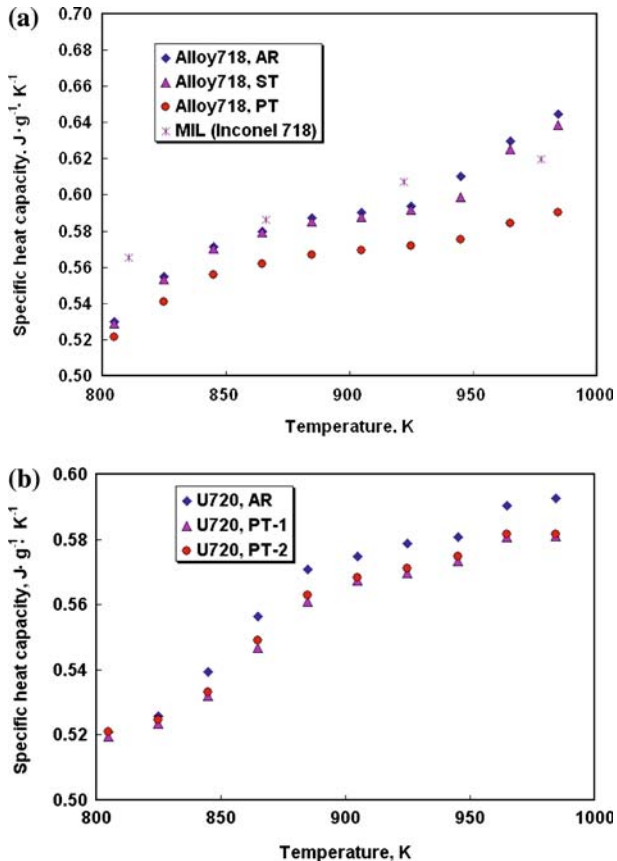 (a)
0.70
0.68
0.66
0.64
0.62
0.60
0.58
0.56
0.54
0.52
0.50
Specific heat capacity, J·g⁻¹· K⁻¹
Alloy718, AR
Alloy718, ST
Alloy718, PT
MIL (Inconel 718)
800 850 900 950 1000
Temperature, K
(b)
0.60
0.58
0.56
0.54
0.52
0.50
Specific heat capacity, J·g⁻¹· K⁻¹
U720, AR
U720, PT-1
U720, PT-2
800 850 900 950 1000
Temperature, K